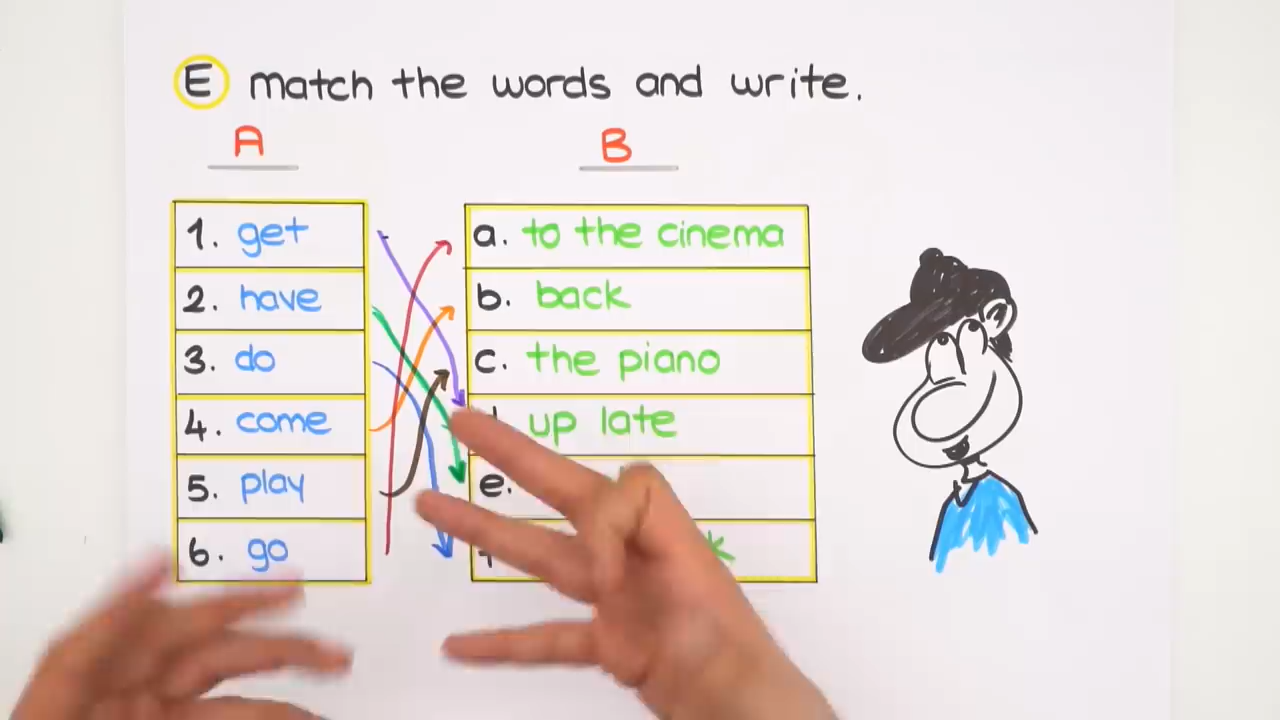 E match the words and write.
A B
1. get a. to the cinema
2. have b. back
3. do c. the piano
4. come up late
5. play e.
6. go